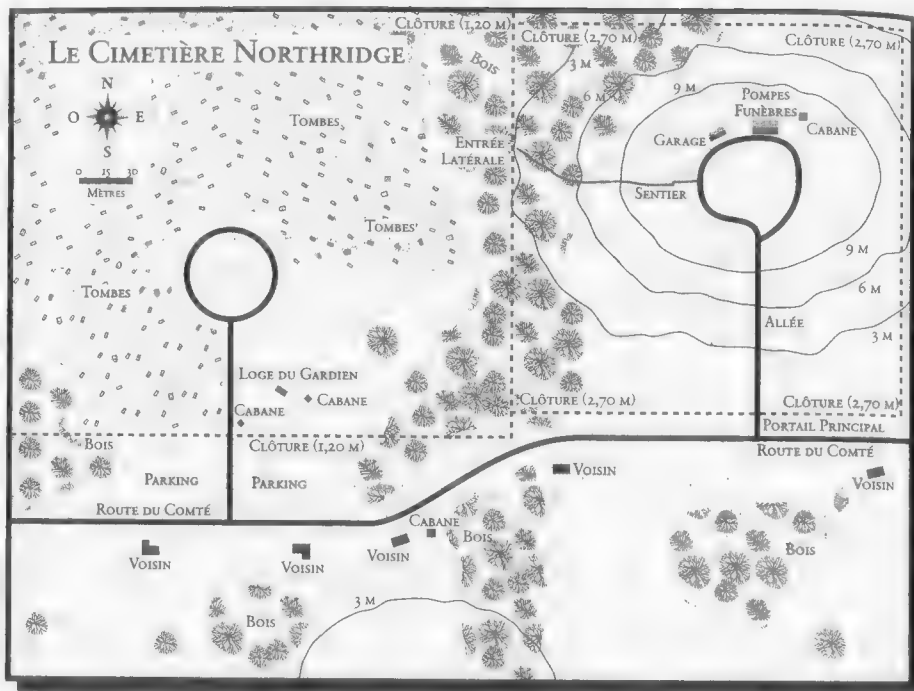 Clôture (1,20 m)
Clôture (2,70 m)
Clôture (2,70 m)
Le Cimetière Northridge
Bois
3 m
N
O
E
S
0 15 30
Mètres
Tombes
Entrée
Latérale
6 m
9 m
Pompes
Funèbres
Garage
Cabane
Sentier
Tombes
Tombes
9 m
6 m
Allée
3 m
Loge du Gardien
Cabane
Cabane
Clôture (2,70 m)
Clôture (2,70 m)
Bois
Clôture (1,20 m)
Portail Principal
Route du Comté
Parking
Parking
Voisin
Voisin
Route du Comté
Cabane
Bois
Voisin
Voisin
Voisin
Bois
3 m
Bois